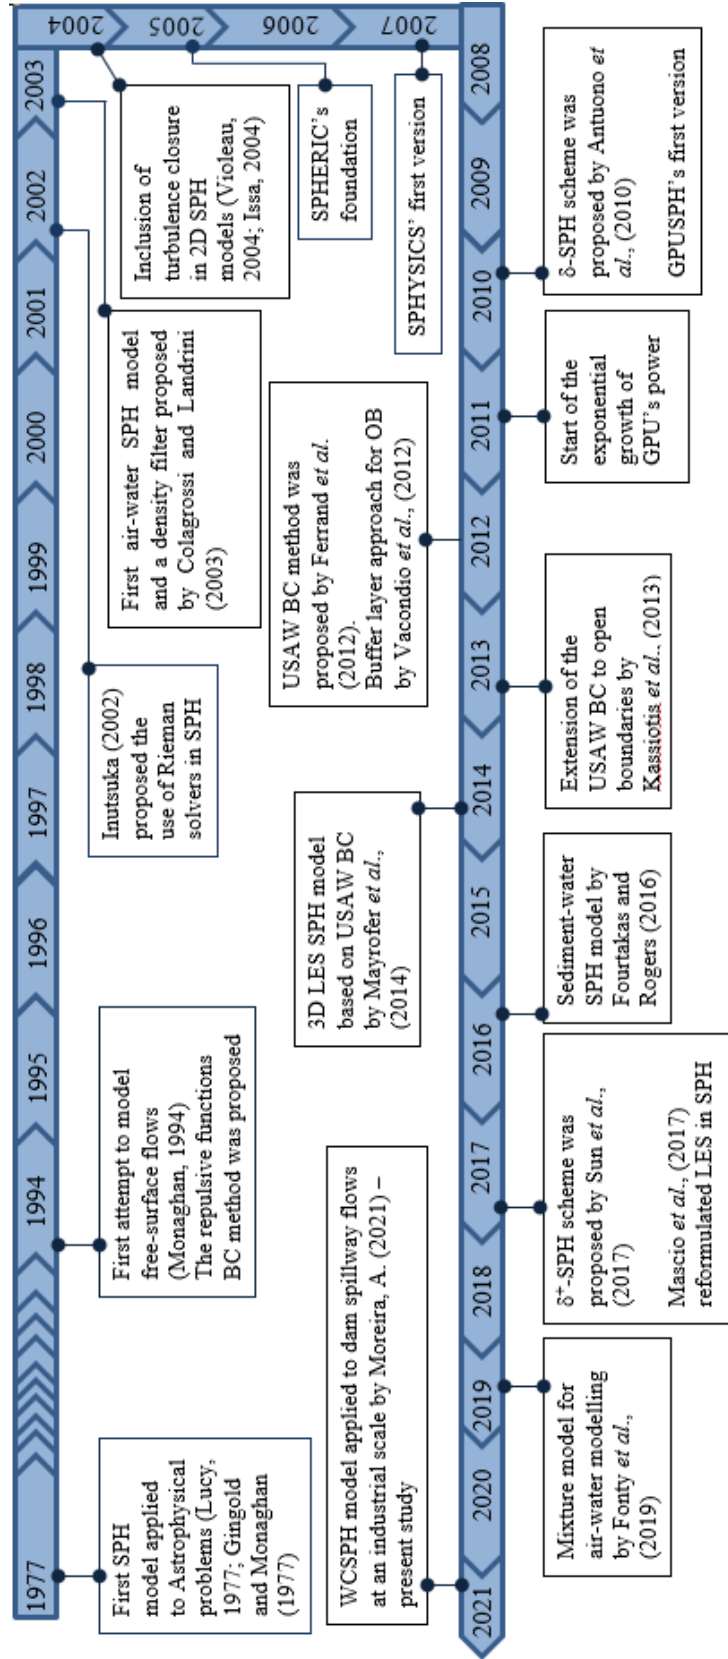 1977
1994
1995
1996
1997
1998
1999
2000
2001
2002
2003
2004
2005
2006
2007
2008
2009
2010
2011
2012
2013
2014
2015
2016
2017
2018
2019
2020
2021
First SPH
model applied
to Astrophysical
problems (Lucy,
1977; Gingold
and Monaghan
(1977)
First attempt to model
free-surface flows
(Monaghan, 1994)
The repulsive functions
BC method was proposed
Inutsuka (2002)
proposed the
use of Rieman
solvers in SPH
First air-water SPH model
and a density filter proposed
by Colagrossi and Landrini
(2003)
Inclusion of
turbulence closure
in 2D SPH
models (Violeau,
2004; Issa, 2004)
SPHERIC's
foundation
SPHYSICS' first version
δ-SPH scheme was
proposed by Antuono et
al., (2010)
GPUSPH's first version
Start of the
exponential
growth of
GPU's power
USAW BC method was
proposed by Ferrand et al.
(2012).
Buffer layer approach for OB
by Vacondio et al., (2012)
Extension of the
USAW BC to open
boundaries by
Kassiotis et al.. (2013)
3D LES SPH model
based on USAW BC
by Mayrofer et al.,
(2014)
Sediment-water
SPH model by
Fourtakas and
Rogers (2016)
δ⁺-SPH scheme was
proposed by Sun et al.,
(2017)
Mascio et al., (2017)
reformulated LES in SPH
Mixture model for
air-water modelling
by Fonty et al.,
(2019)
WCSPH model applied to dam spillway flows
at an industrial scale by Moreira, A. (2021) –
present study